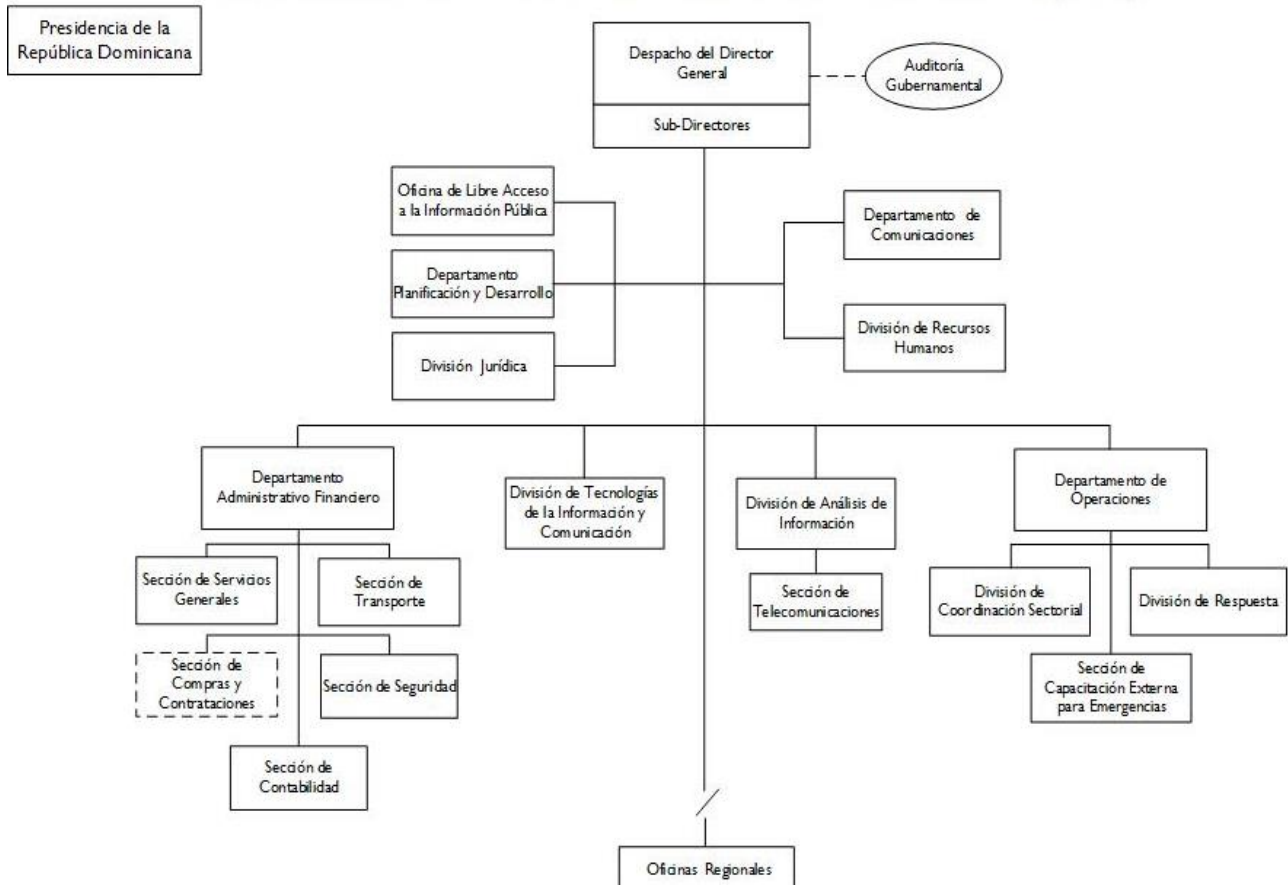 Presidencia de la
República Dominicana
Despacho del Director
General
Auditoría
Gubernamental
Sub-Directores
Oficina de Libre Acceso
a la Información Pública
Departamento de
Comunicaciones
Departamento
Planificación y Desarrollo
División de Recursos
Humanos
División Jurídica
Departamento
Administrativo Financiero
División de Tecnologías
de la Información y
Comunicación
División de Análisis de
Información
Departamento de
Operaciones
Sección de Servicios
Generales
Sección de
Transporte
Sección de
Telecomunicaciones
División de
Coordinación Sectorial
División de Respuesta
Sección de
Compras y
Contrataciones
Sección de Seguridad
Sección de
Capacitación Externa
para Emergencias
Sección de
Contabilidad
Oficinas Regionales